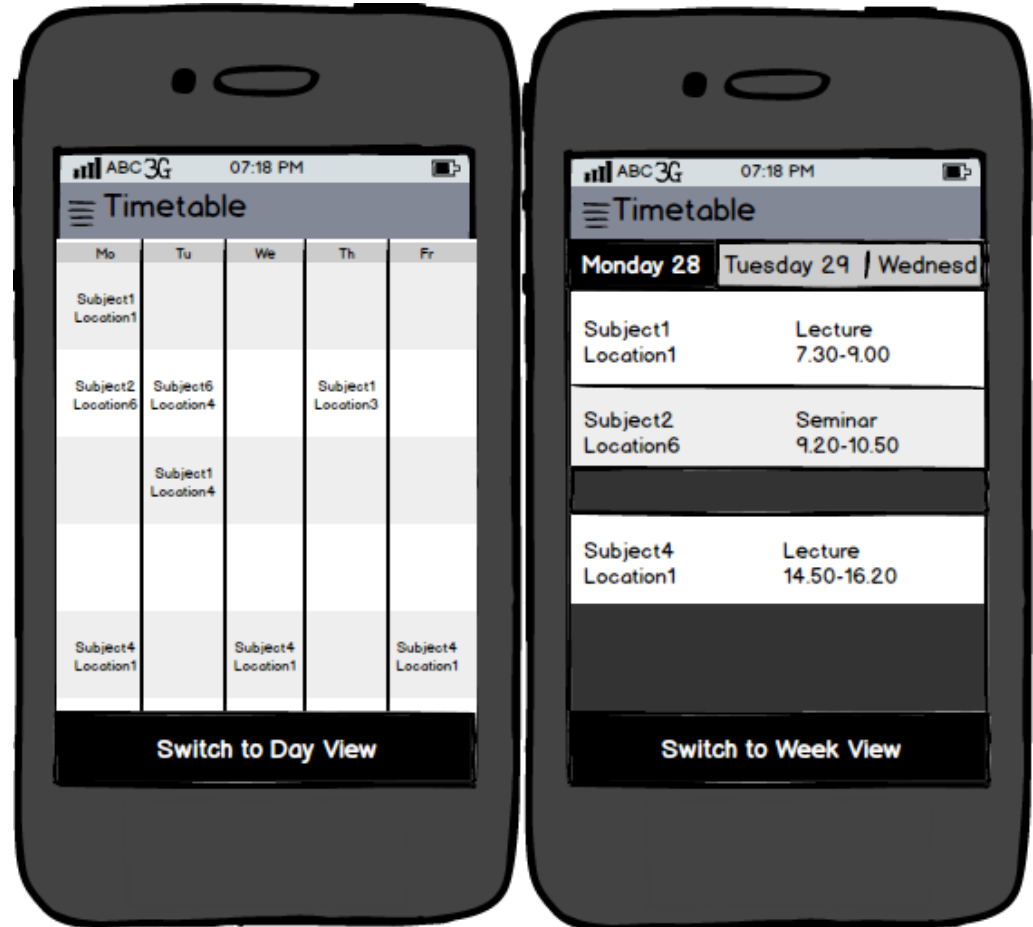 ABC 3G 07:18 PM
Timetable
Mo Tu We Th Fr
Subject1
Location1
Subject2 Subject6 Subject1
Location6 Location4 Location3
Subject1
Location4
Subject4 Subject4 Subject4
Location1 Location1 Location1
Switch to Day View
ABC 3G 07:18 PM
Timetable
Monday 28 Tuesday 29 | Wednesd
Subject1 Lecture
Location1 7.30-9.00
Subject2 Seminar
Location6 9.20-10.50
Subject4 Lecture
Location1 14.50-16.20
Switch to Week View